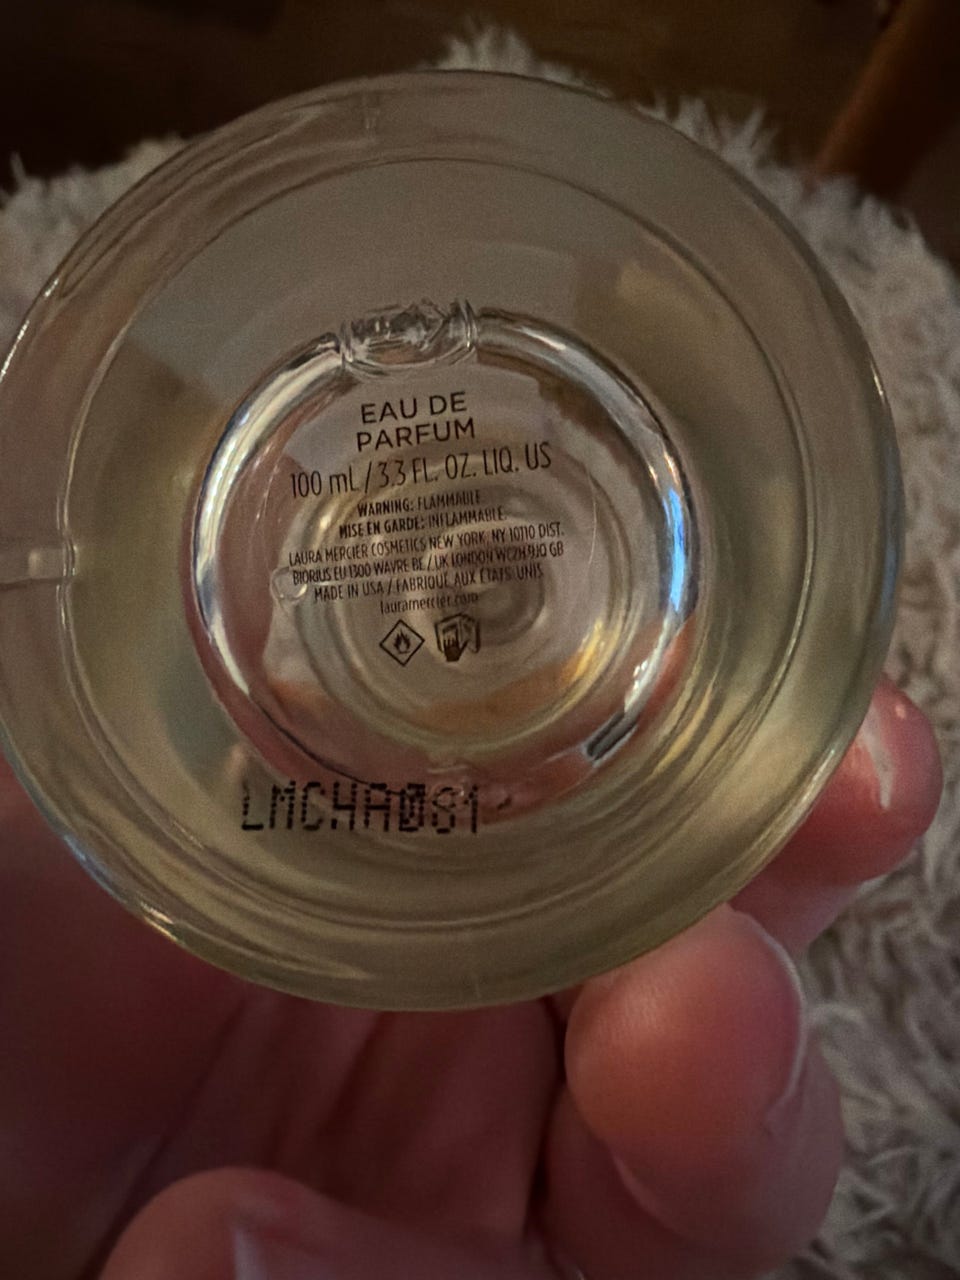 EAU DE
PARFUM
100 mL / 3.3 FL. OZ. LIQ. US
WARNING: FLAMMABLE
MISE EN GARDE: INFLAMMABLE
LAURA MERCIER COSMETICS NEW YORK, NY 10110 DIST.
BIORIUS EU 1300 WAVRE BE / UK LONDON WC2H 9JQ GB
MADE IN USA / FABRIQUÉ AUX ÉTATS-UNIS
lauramercier.com
LMCHA081